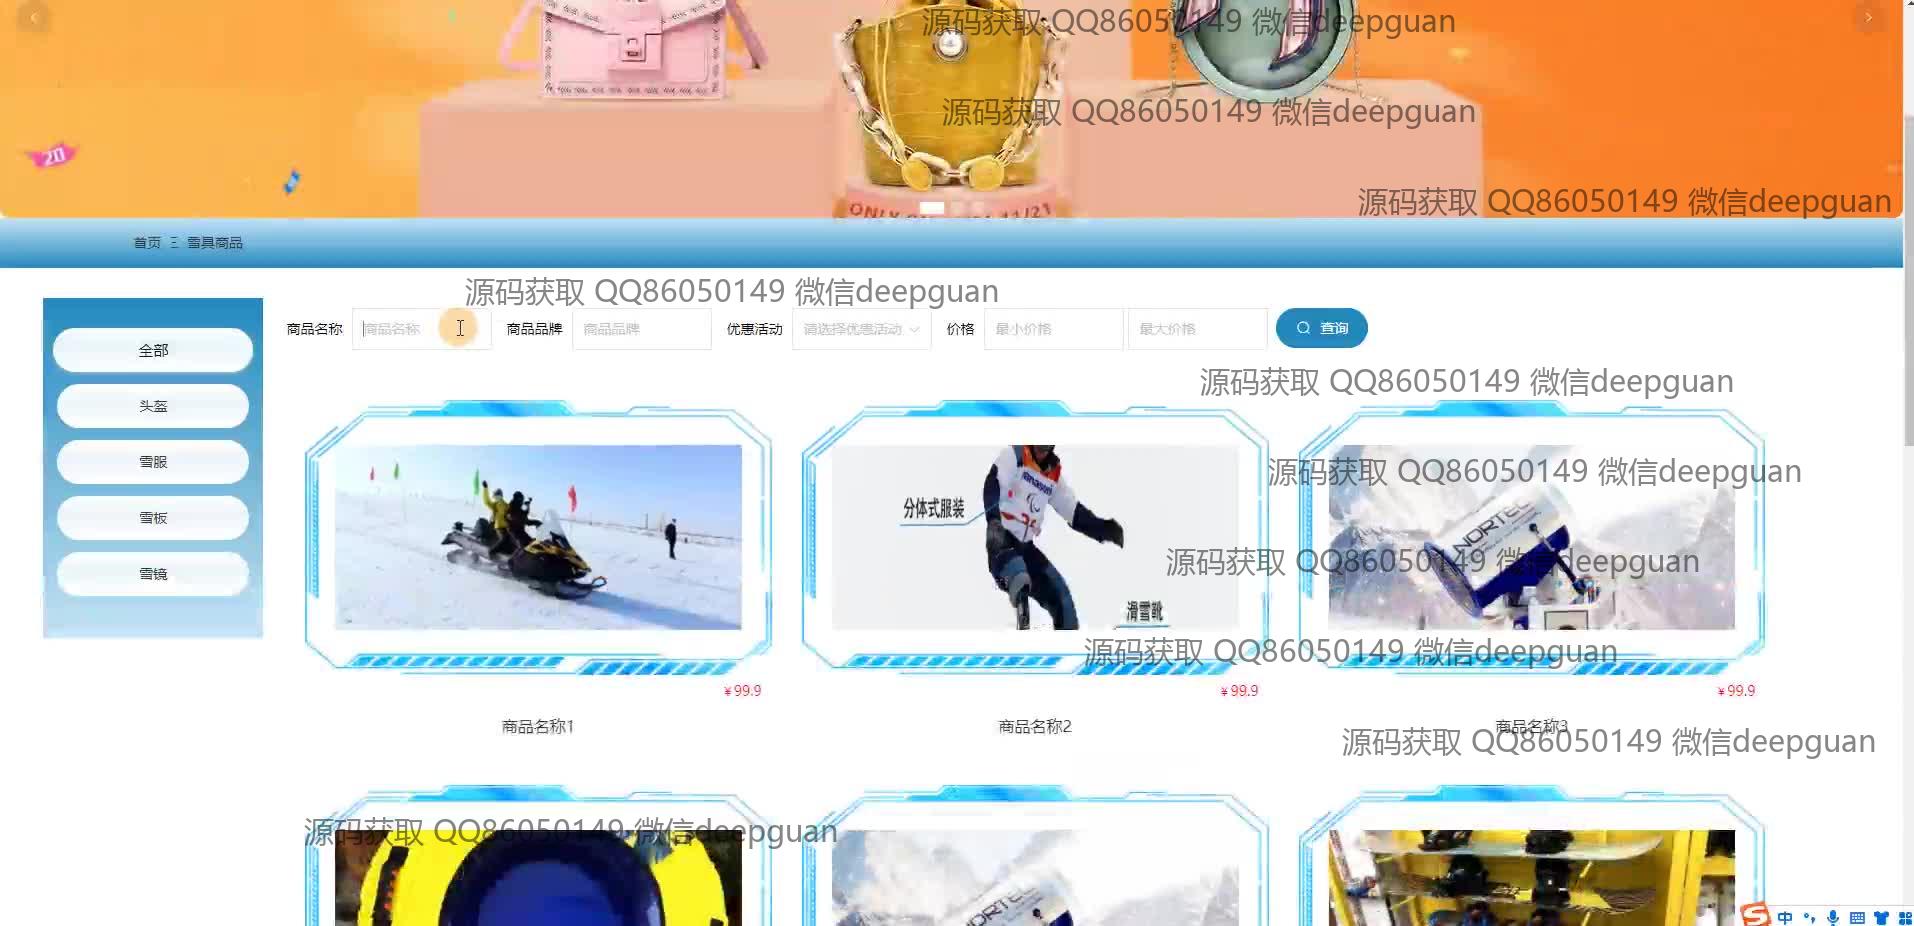 源码获取 QQ86050149 微信deepguan
源码获取 QQ86050149 微信deepguan
20
源码获取 QQ86050149 微信deepguan
首页 三 雪具商品
源码获取 QQ86050149 微信deepguan
商品名称 商品名称 商品品牌 商品品牌 优惠活动 请选择优惠活动 价格 最小价格 最大价格 查询
全部
头盔
雪服
雪板
雪镜
源码获取 QQ86050149 微信deepguan
源码获取 QQ86050149 微信deepguan
分体式服装
Panasonic
NORTEC
源码获取 QQ86050149 微信deepguan
滑雪靴
源码获取 QQ86050149 微信deepguan
¥99.9
¥99.9
¥99.9
商品名称1
商品名称2
商品名称3
源码获取 QQ86050149 微信deepguan
源码获取 QQ86050149 微信deepguan
NORTEC
中